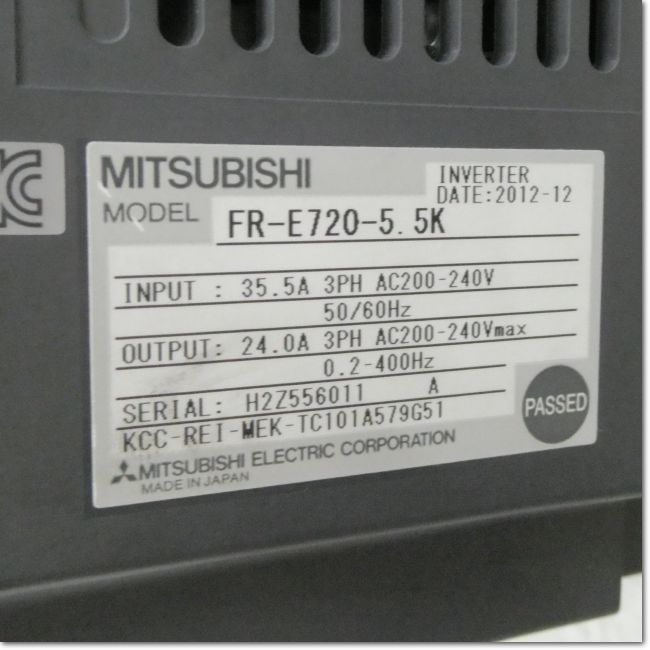 MITSUBISHI
INVERTER
DATE:2012-12
MODEL FR-E720-5.5K
INPUT : 35.5A 3PH AC200-240V
50/60Hz
OUTPUT: 24.0A 3PH AC200-240Vmax
0.2-400Hz
SERIAL: H2Z556011 A
KCC-REI-MEK-TC101A579G51
PASSED
MITSUBISHI ELECTRIC CORPORATION
MADE IN JAPAN